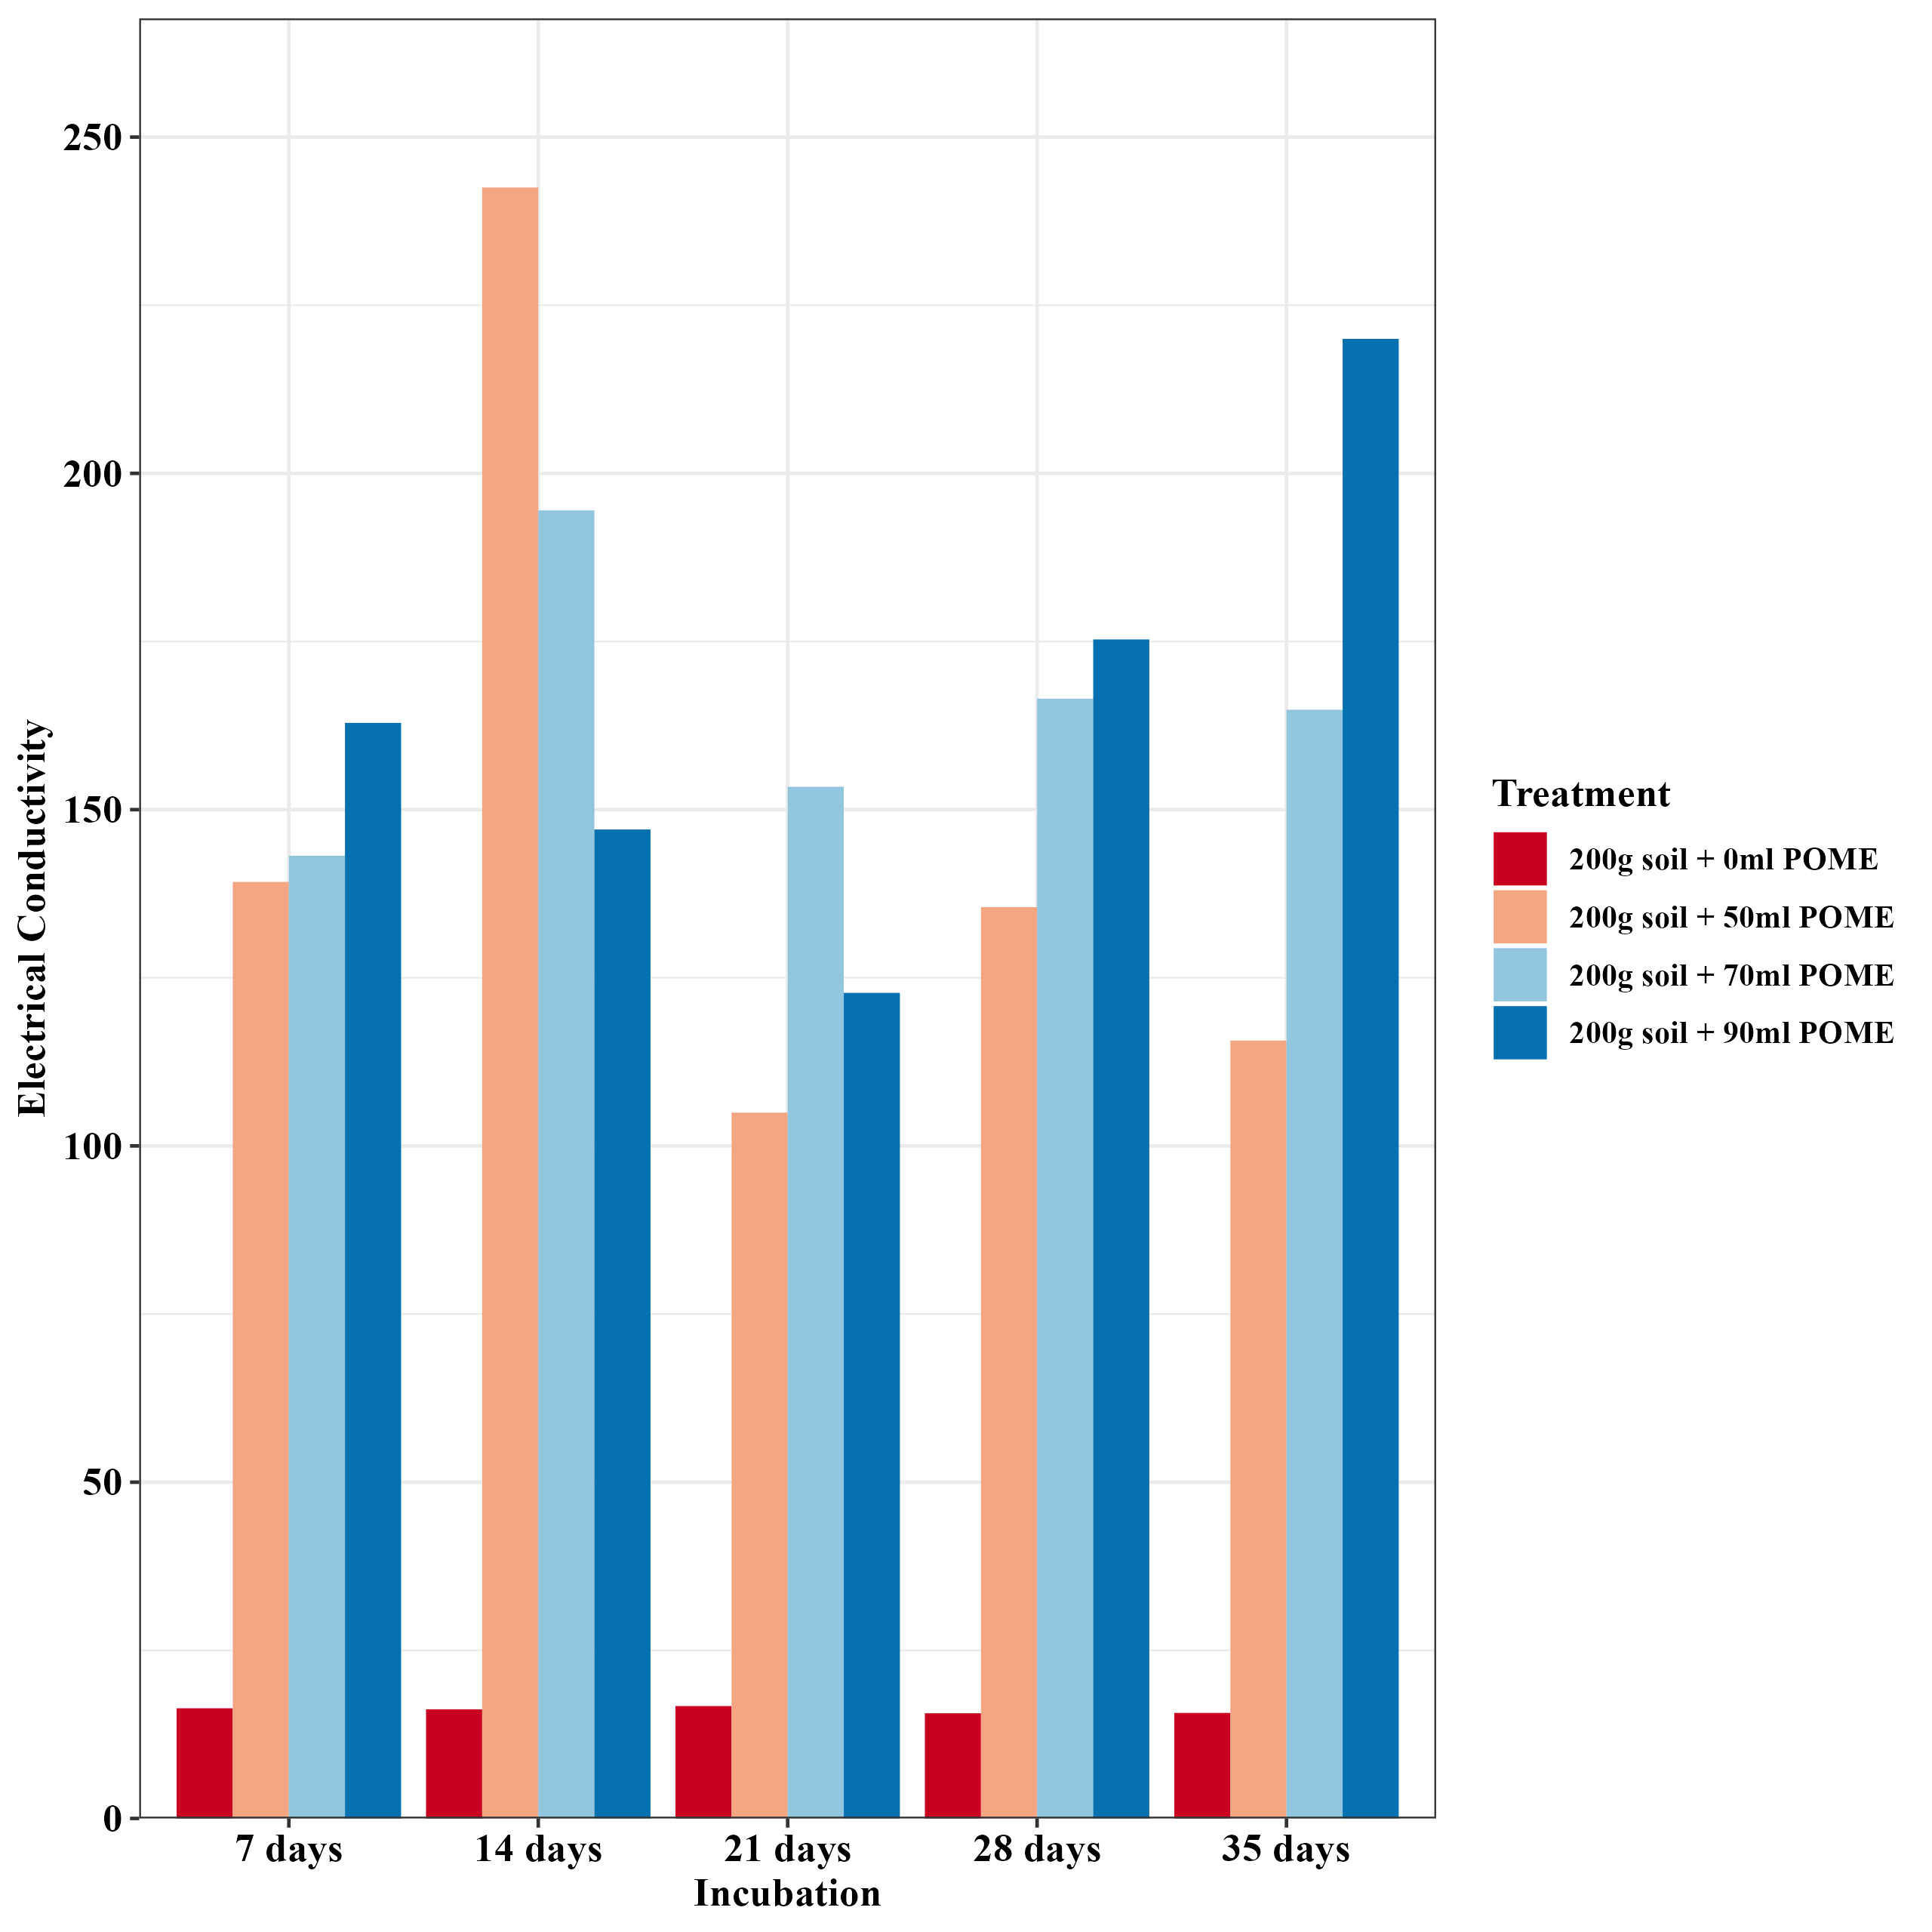 Electrical Conductivity
250
200
150
100
50
0
7 days
14 days
21 days
28 days
35 days
Incubation
Treatment
200g soil + 0ml POME
200g soil + 50ml POME
200g soil + 70ml POME
200g soil + 90ml POME